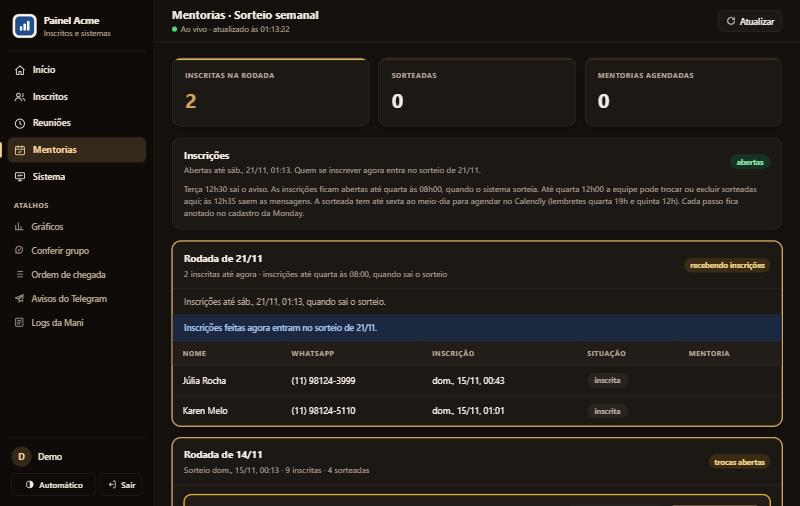 Painel Acme
Inscritos e sistemas
Início
Inscritos
Reuniões
Mentorias
Sistema
ATALHOS
Gráficos
Conferir grupo
Ordem de chegada
Avisos do Telegram
Logs da Maní
D Demo
Automático
Sair
Mentorias · Sorteio semanal
Ao vivo · atualizado às 01:13:22
Atualizar
INSCRITAS NA RODADA
2
SORTEADAS
0
MENTORIAS AGENDADAS
0
Inscrições
Abertas até sáb., 21/11, 01:13. Quem se inscrever agora entra no sorteio de 21/11.
abertas
Terça 12h30 sai o aviso. As inscrições ficam abertas até quarta às 08h00, quando o sistema sorteia. Até quarta 12h00 a equipe pode trocar ou excluir sorteadas
aqui; às 12h35 saem as mensagens. A sorteada tem até sexta ao meio-dia para agendar no Calendly (lembretes quarta 19h e quinta 12h). Cada passo fica
anotado no cadastro da Monday.
Rodada de 21/11
2 inscritas até agora · inscrições até quarta às 08:00, quando sai o sorteio
recebendo inscrições
Inscrições até sáb., 21/11, 01:13, quando sai o sorteio.
Inscrições feitas agora entram no sorteio de 21/11.
NOME WHATSAPP INSCRIÇÃO SITUAÇÃO MENTORIA
Júlia Rocha (11) 98124-3999 dom., 15/11, 00:43 inscrita
Karen Melo (11) 98124-5110 dom., 15/11, 01:01 inscrita
Rodada de 14/11
Sorteio dom., 15/11, 00:13 · 9 inscritas · 4 sorteadas
trocas abertas